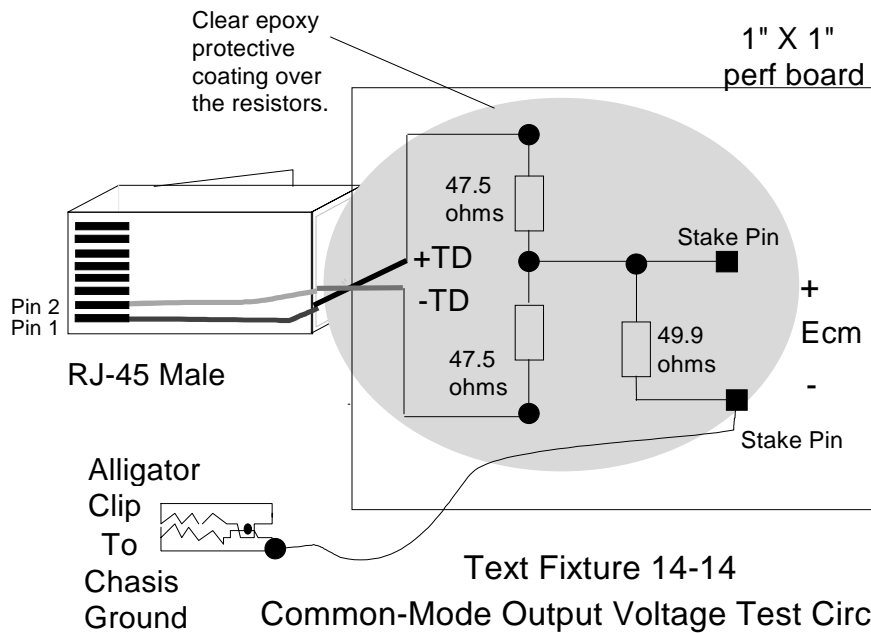 Clear epoxy
protective
coating over
the resistors.
1" X 1"
perf board
47.5
ohms
Stake Pin
+TD
-TD
+
Ecm
-
Pin 2
Pin 1
49.9
ohms
47.5
ohms
RJ-45 Male
Stake Pin
Alligator
Clip
To
Chasis
Ground
Text Fixture 14-14
Common-Mode Output Voltage Test Circ